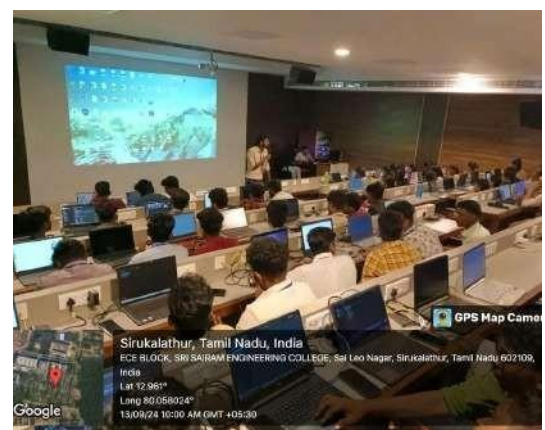 GPS Map Camer
Sirukalathur, Tamil Nadu, India
ECE BLOCK, SRI SAIRAM ENGINEERING COLLEGE, Sai Leo Nagar, Sirukalathur, Tamil Nadu 602109,
India
Lat 12.961°
Long 80.058024°
13/09/24 10:00 AM GMT +05:30
Google